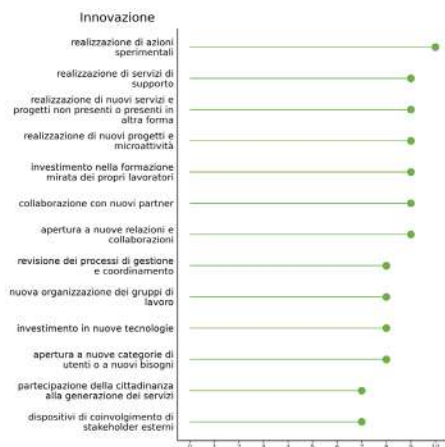 Innovazione
realizzazione di azioni
sperimentali
realizzazione di servizi di
supporto
realizzazione di nuovi servizi e
progetti non presenti o presenti in
altra forma
realizzazione di nuovi progetti e
microattività
investimento nella formazione
mirata dei propri lavoratori
collaborazione con nuovi partner
apertura a nuove relazioni e
collaborazioni
revisione dei processi di gestione
e coordinamento
nuova organizzazione dei gruppi di
lavoro
investimento in nuove tecnologie
apertura a nuove categorie di
utenti o a nuovi bisogni
partecipazione della cittadinanza
alla generazione dei servizi
dispositivi di coinvolgimento di
stakeholder esterni